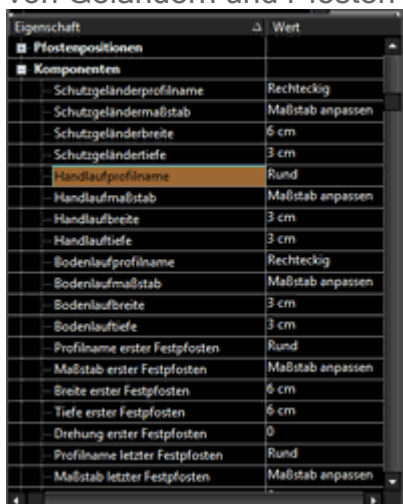 von Geländern und Pfosten
Eigenschaft Wert
Pfostenpositionen
Komponenten
Schutzgeländerprofilname Rechteckig
Schutzgeländermaßstab Maßstab anpassen
Schutzgeländerbreite 6 cm
Schutzgeländertiefe 3 cm
Handlaufprofilname Rund
Handlaufmaßstab Maßstab anpassen
Handlaufbreite 3 cm
Handlauftiefe 3 cm
Bodenlaufprofilname Rechteckig
Bodenlaufmaßstab Maßstab anpassen
Bodenlaufbreite 3 cm
Bodenlauftiefe 3 cm
Profilname erster Festpfosten Rund
Maßstab erster Festpfosten Maßstab anpassen
Breite erster Festpfosten 6 cm
Tiefe erster Festpfosten 6 cm
Drehung erster Festpfosten 0
Profilname letzter Festpfosten Rund
Maßstab letzter Festpfosten Maßstab anpassen